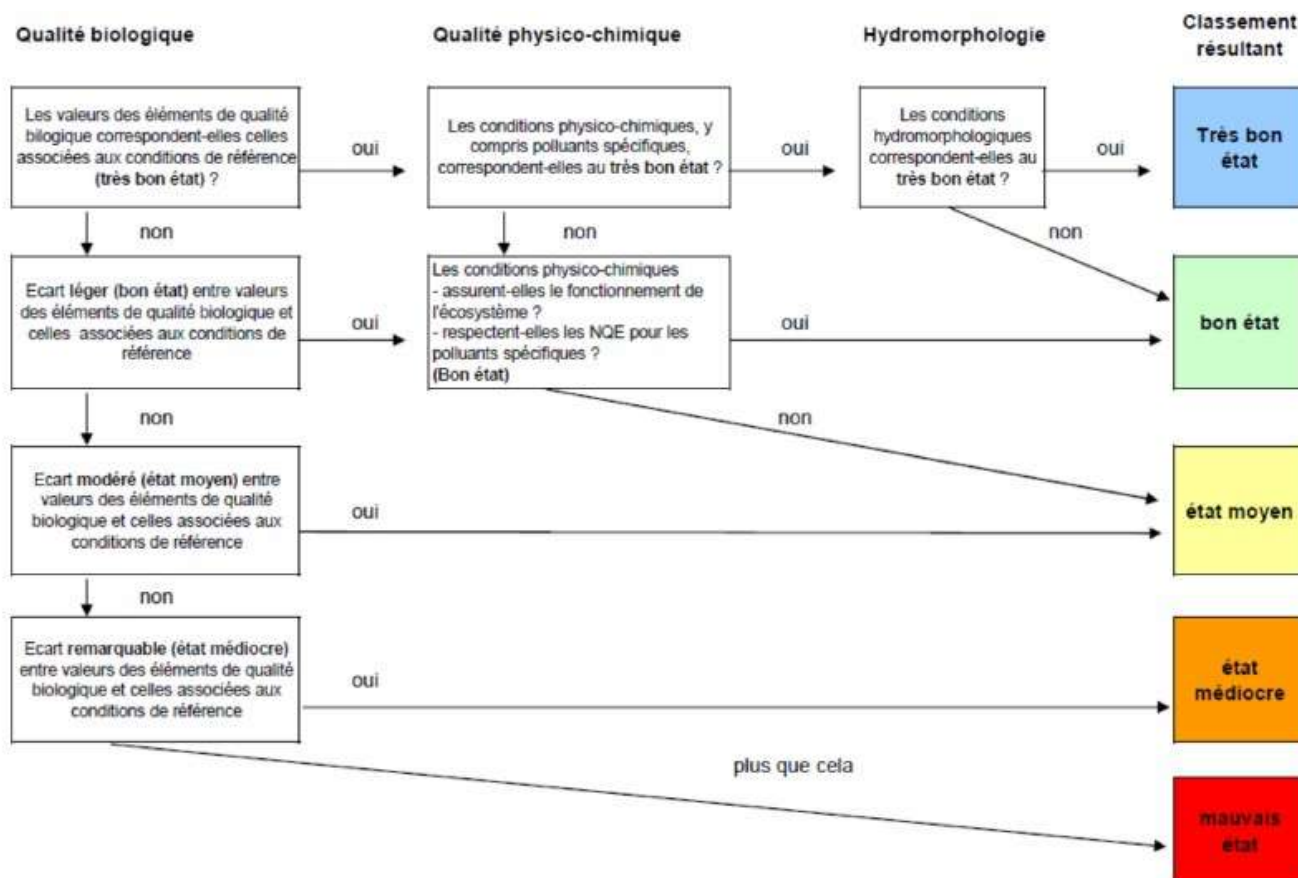 Qualité biologique
Qualité physico-chimique
Hydromorphologie
Classement
résultant
Les valeurs des éléments de qualité
bilogique correspondent-elles celles
associées aux conditions de référence
(très bon état) ?
oui
Les conditions physico-chimiques, y
compris polluants spécifiques,
correspondent-elles au très bon état ?
oui
Les conditions
hydromorphologiques
correspondent-elles au
très bon état ?
oui
Très bon
état
non
non
non
Ecart léger (bon état) entre valeurs
des éléments de qualité biologique et
celles associées aux conditions de
référence
oui
Les conditions physico-chimiques
- assurent-elles le fonctionnement de
l'écosystème ?
- respectent-elles les NQE pour les
polluants spécifiques ?
(Bon état)
oui
bon état
non
non
Ecart modéré (état moyen) entre
valeurs des éléments de qualité
biologique et celles associées aux
conditions de référence
oui
état moyen
non
Ecart remarquable (état médiocre)
entre valeurs des éléments de qualité
biologique et celles associées aux
conditions de référence
oui
état
médiocre
plus que cela
mauvais
état